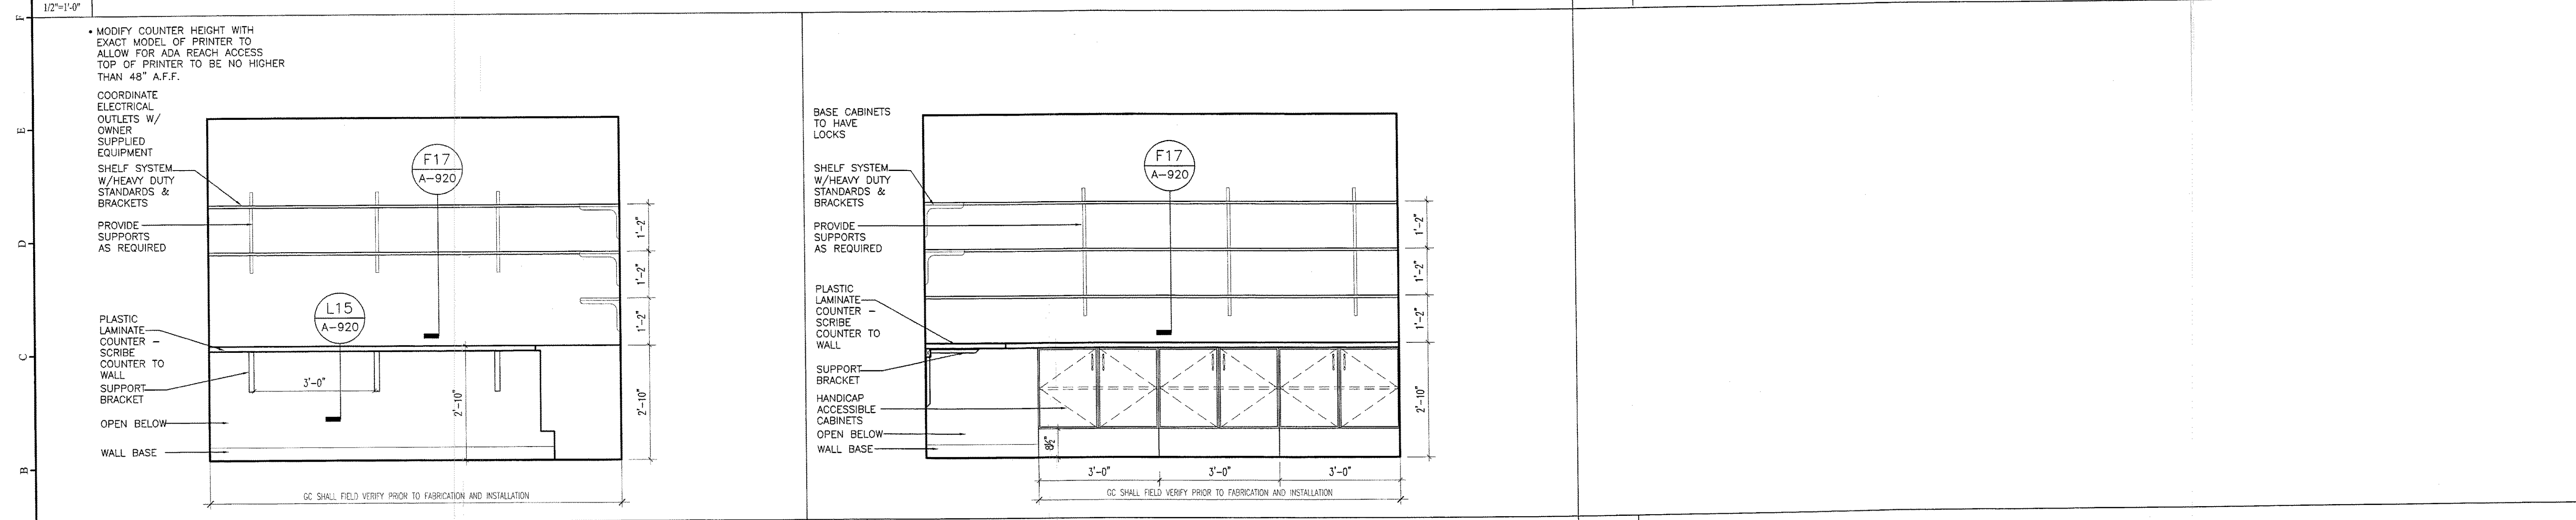 1/2"=1'-0"
F
E
D
C
B
• MODIFY COUNTER HEIGHT WITH
EXACT MODEL OF PRINTER TO
ALLOW FOR ADA REACH ACCESS
TOP OF PRINTER TO BE NO HIGHER
THAN 48" A.F.F.
COORDINATE
ELECTRICAL
OUTLETS W/
OWNER
SUPPLIED
EQUIPMENT
SHELF SYSTEM
W/HEAVY DUTY
STANDARDS &
BRACKETS
PROVIDE
SUPPORTS
AS REQUIRED
PLASTIC
LAMINATE
COUNTER –
SCRIBE
COUNTER TO
WALL
SUPPORT
BRACKET
OPEN BELOW
WALL BASE
F17
A-920
L15
A-920
3'-0"
2'-10"
1'-2"
1'-2"
1'-2"
2'-10"
GC SHALL FIELD VERIFY PRIOR TO FABRICATION AND INSTALLATION
BASE CABINETS
TO HAVE
LOCKS
SHELF SYSTEM
W/HEAVY DUTY
STANDARDS &
BRACKETS
PROVIDE
SUPPORTS
AS REQUIRED
PLASTIC
LAMINATE
COUNTER –
SCRIBE
COUNTER TO
WALL
SUPPORT
BRACKET
HANDICAP
ACCESSIBLE
CABINETS
OPEN BELOW
WALL BASE
F17
A-920
8½"
1'-2"
1'-2"
1'-2"
2'-10"
3'-0"
3'-0"
3'-0"
GC SHALL FIELD VERIFY PRIOR TO FABRICATION AND INSTALLATION